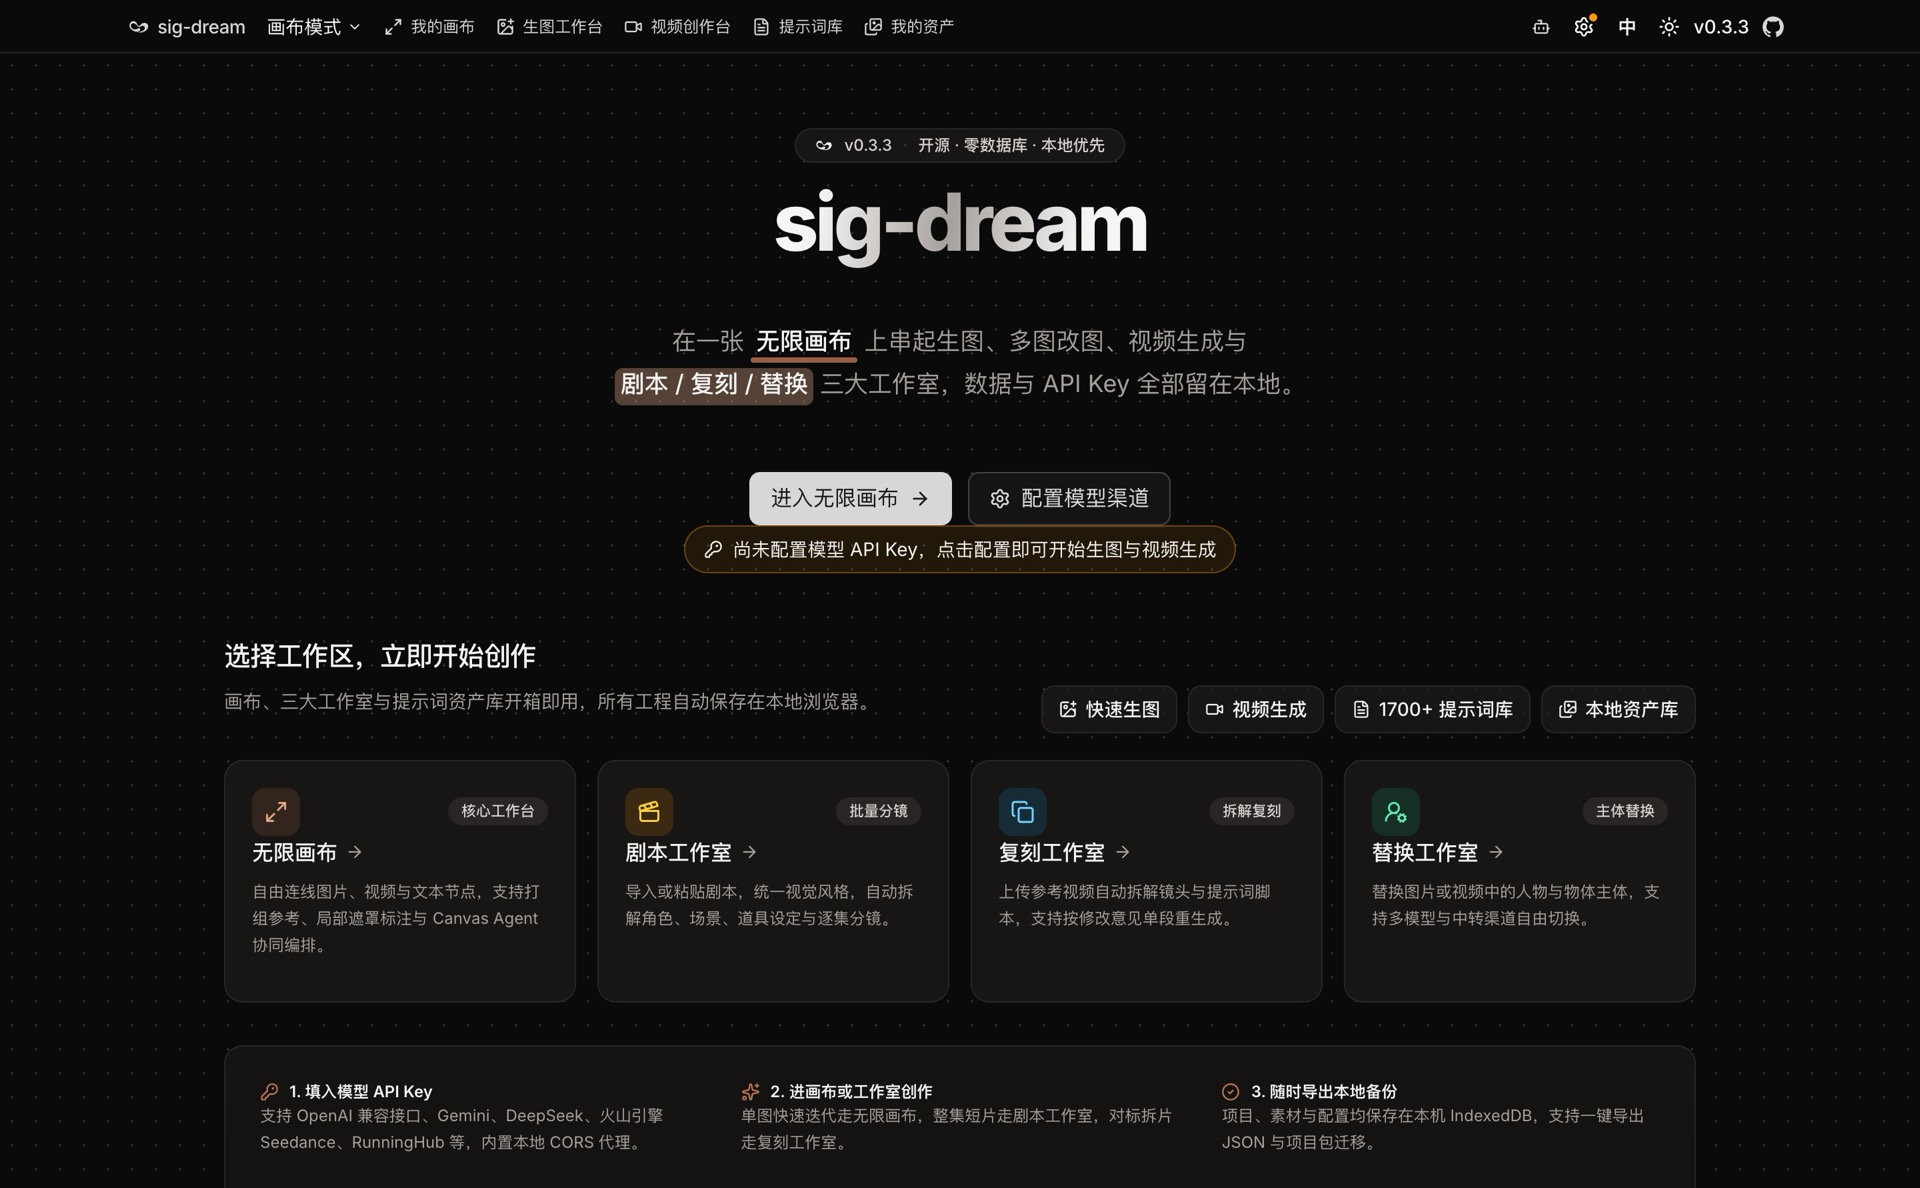 sig-dream 画布模式 我的画布 生图工作台 视频创作台 提示词库 我的资产 中 v0.3.3
v0.3.3 · 开源 · 零数据库 · 本地优先
sig-dream
在一张 无限画布 上串起生图、多图改图、视频生成与
剧本 / 复刻 / 替换 三大工作室，数据与 API Key 全部留在本地。
进入无限画布 → 配置模型渠道
尚未配置模型 API Key，点击配置即可开始生图与视频生成
选择工作区，立即开始创作
画布、三大工作室与提示词资产库开箱即用，所有工程自动保存在本地浏览器。
快速生图 视频生成 1700+ 提示词库 本地资产库
核心工作台
无限画布 →
自由连线图片、视频与文本节点，支持打
组参考、局部遮罩标注与 Canvas Agent
协同编排。
批量分镜
剧本工作室 →
导入或粘贴剧本，统一视觉风格，自动拆
解角色、场景、道具设定与逐集分镜。
拆解复刻
复刻工作室 →
上传参考视频自动拆解镜头与提示词脚
本，支持按修改意见单段重生成。
主体替换
替换工作室 →
替换图片或视频中的人物与物体主体，支
持多模型与中转渠道自由切换。
1. 填入模型 API Key
支持 OpenAI 兼容接口、Gemini、DeepSeek、火山引擎
Seedance、RunningHub 等，内置本地 CORS 代理。
2. 进画布或工作室创作
单图快速迭代走无限画布，整集短片走剧本工作室，对标拆片
走复刻工作室。
3. 随时导出本地备份
项目、素材与配置均保存在本机 IndexedDB，支持一键导出
JSON 与项目包迁移。